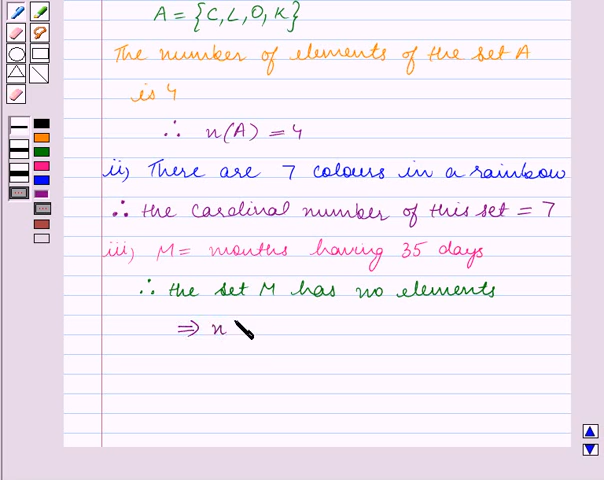 A = {C, L, O, K}
The number of elements of the set A
is 4
∴ n(A) = 4
ii) There are 7 colours in a rainbow
∴ the cardinal number of this set = 7
iii) M = months having 35 days
∴ the set M has no elements
⇒ n